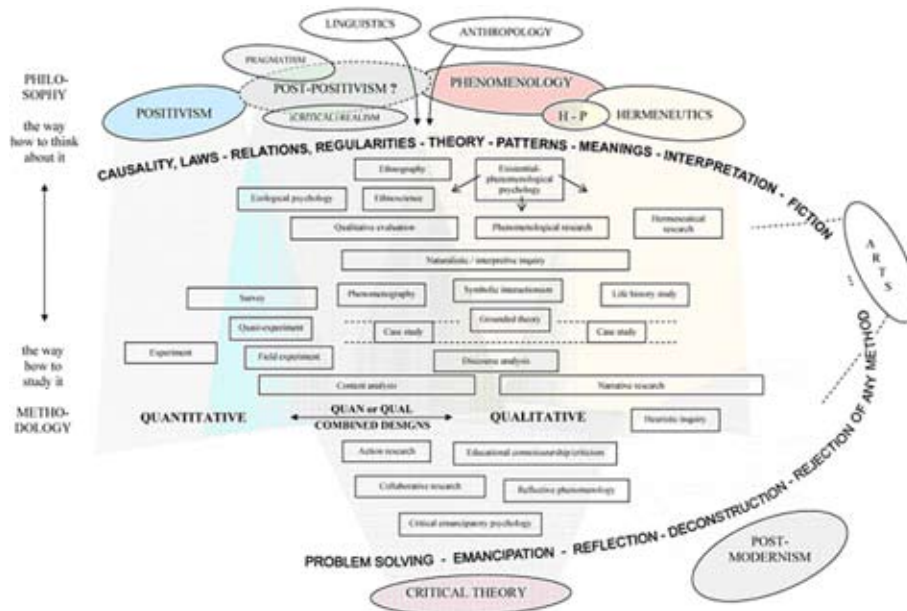 LINGUISTICS
ANTHROPOLOGY
PRAGMATISM
PHILO-
SOPHY
POST-POSITIVISM ?
PHENOMENOLOGY
POSITIVISM
(CRITICAL) REALISM
H - P
HERMENEUTICS
the way
how to think
about it
CAUSALITY, LAWS - RELATIONS, REGULARITIES - THEORY - PATTERNS - MEANINGS - INTERPRETATION - FICTION
Ethnography
Existential-
phenomenological
psychology
Ecological psychology
Ethnoscience
Hermeneutical
research
Qualitative evaluation
Phenomenological research
ARTS
Naturalistic / interpretive inquiry
Survey
Phenomenography
Symbolic interactionism
Life history study
Quasi-experiment
Grounded theory
Case study
Case study
Experiment
Field experiment
Discourse analysis
the way
how to
study it
Content analysis
Narrative research
METHO-
DOLOGY
QUANTITATIVE
QUAN or QUAL
COMBINED DESIGNS
QUALITATIVE
Heuristic inquiry
Action research
Educational connoisseurship/criticism
Collaborative research
Reflective phenomenology
Critical emancipatory psychology
PROBLEM SOLVING - EMANCIPATION - REFLECTION - DECONSTRUCTION - REJECTION OF ANY METHOD
POST-
MODERNISM
CRITICAL THEORY